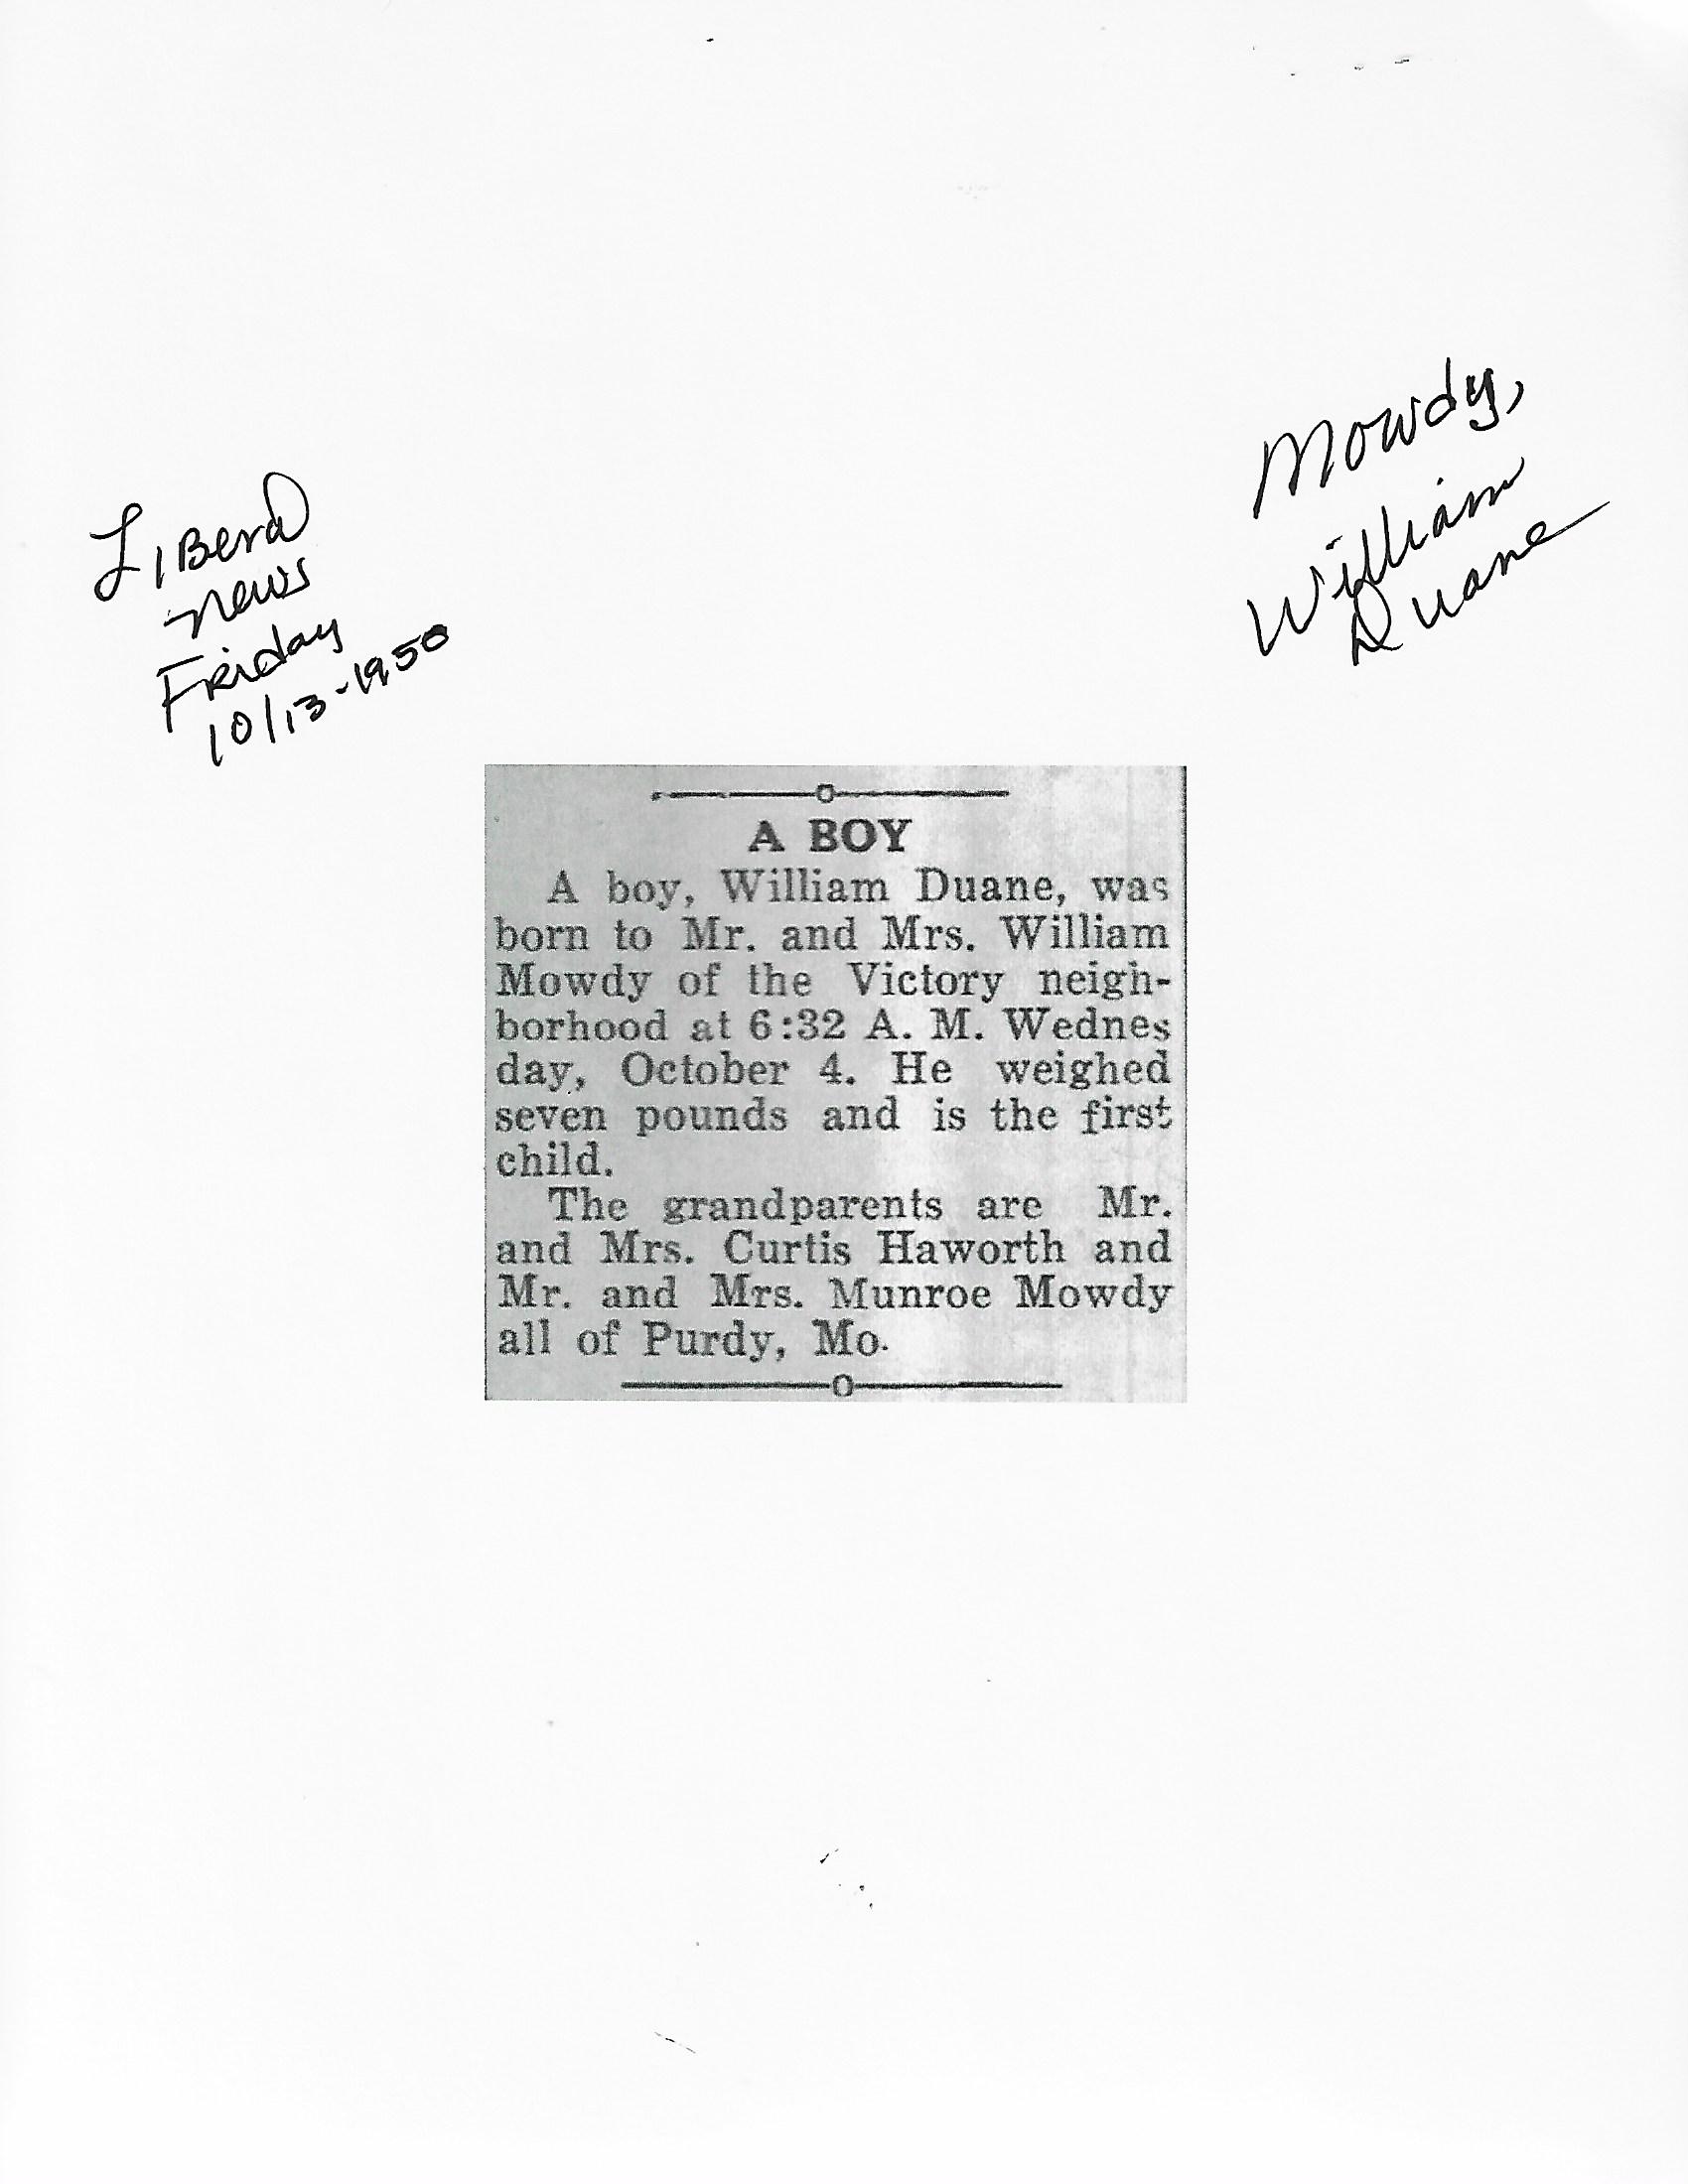 Mowdy,
William
Duane
Liberal
News
Friday
10/13-1950
A BOY
A boy, William Duane, was
born to Mr. and Mrs. William
Mowdy of the Victory neigh-
borhood at 6:32 A. M. Wednes
day, October 4. He weighed
seven pounds and is the first
child.
The grandparents are Mr.
and Mrs. Curtis Haworth and
Mr. and Mrs. Munroe Mowdy
all of Purdy, Mo.